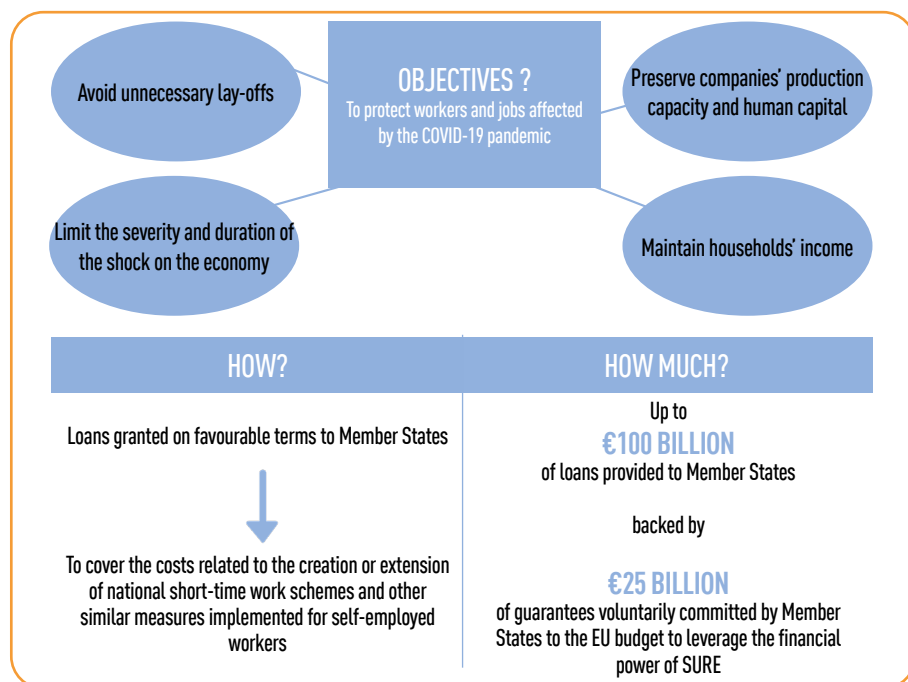 Avoid unnecessary lay-offs
OBJECTIVES ?
To protect workers and jobs affected
by the COVID-19 pandemic
Preserve companies’ production
capacity and human capital
Limit the severity and duration of
the shock on the economy
Maintain households’ income
HOW?
Loans granted on favourable terms to Member States
To cover the costs related to the creation or extension
of national short-time work schemes and other
similar measures implemented for self-employed
workers
HOW MUCH?
Up to
€100 BILLION
of loans provided to Member States
backed by
€25 BILLION
of guarantees voluntarily committed by Member
States to the EU budget to leverage the financial
power of SURE